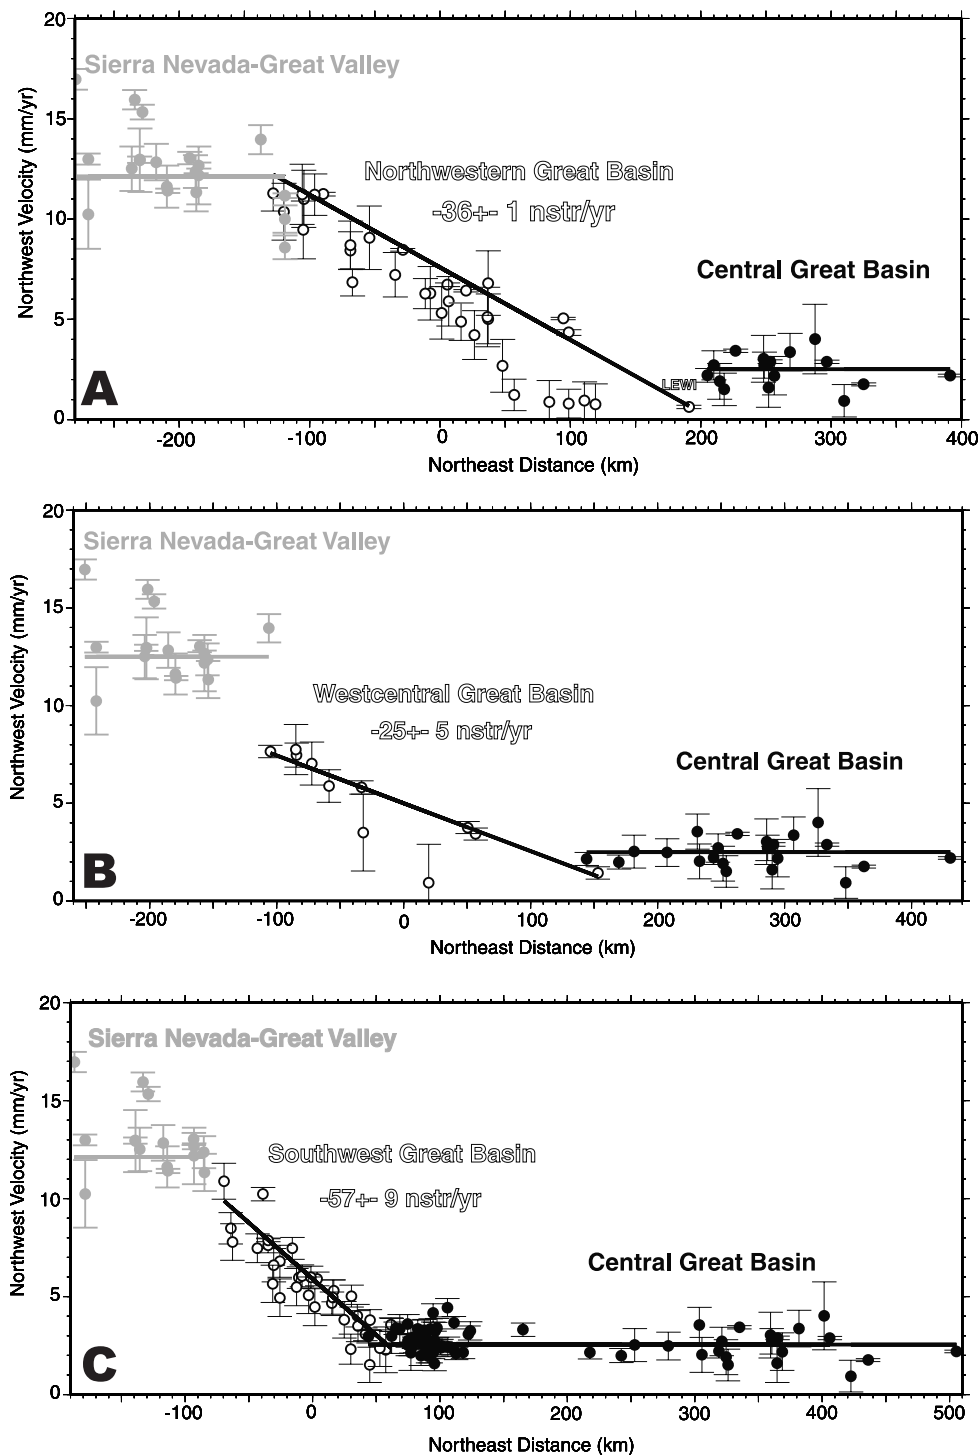 20
15
10
5
0
Northwest Velocity (mm/yr)
Sierra Nevada-Great Valley
Northwestern Great Basin
-36+- 1 nstr/yr
Central Great Basin
LEWI
A
-200 -100 0 100 200 300 400
Northeast Distance (km)
20
15
10
5
0
Northwest Velocity (mm/yr)
Sierra Nevada-Great Valley
Westcentral Great Basin
-25+- 5 nstr/yr
Central Great Basin
B
-200 -100 0 100 200 300 400
Northeast Distance (km)
20
15
10
5
0
Northwest Velocity (mm/yr)
Sierra Nevada-Great Valley
Southwest Great Basin
-57+- 9 nstr/yr
Central Great Basin
C
-100 0 100 200 300 400 500
Northeast Distance (km)